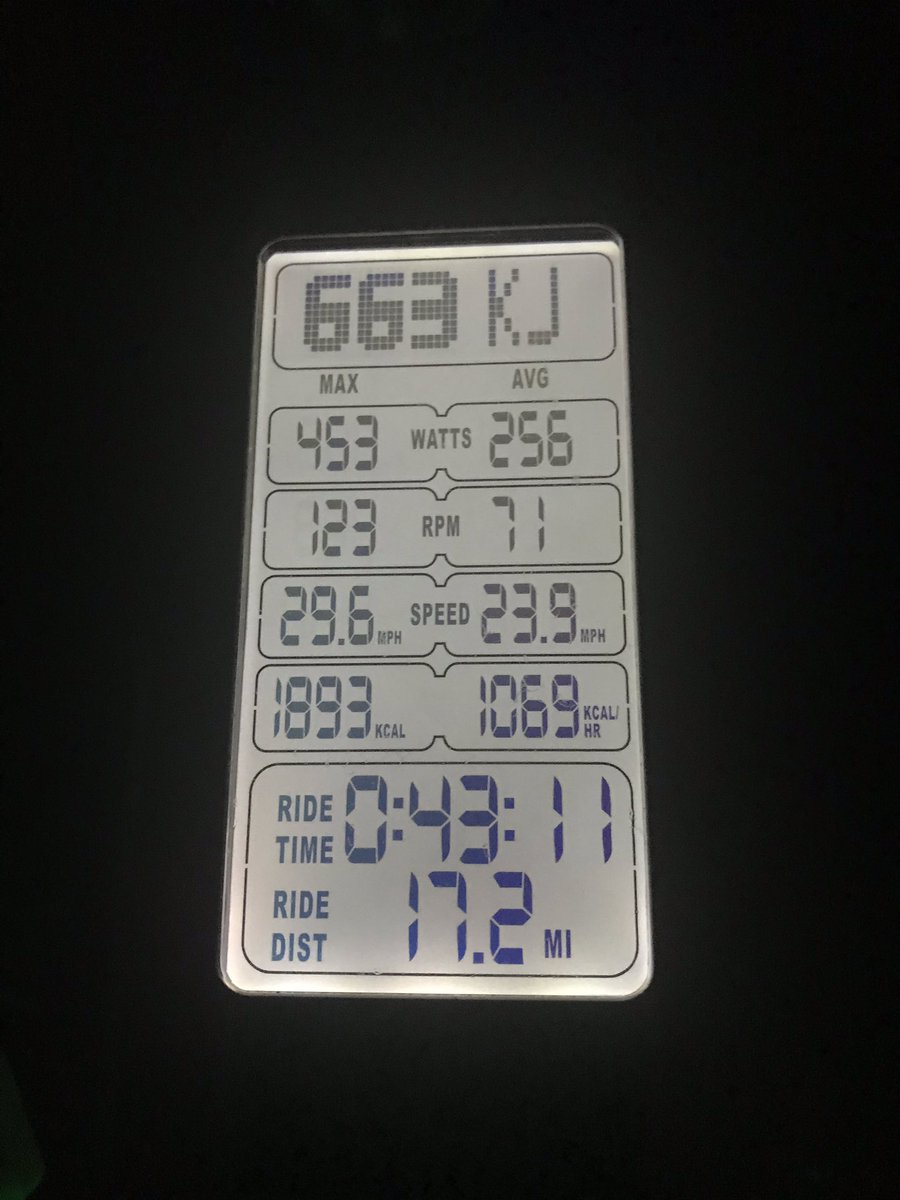 663 KJ
MAX AVG
453 WATTS 256
123 RPM 71
29.6 MPH SPEED 23.9 MPH
1893 KCAL 1069 KCAL/HR
RIDE TIME 0:43:11
RIDE DIST 17.2 MI